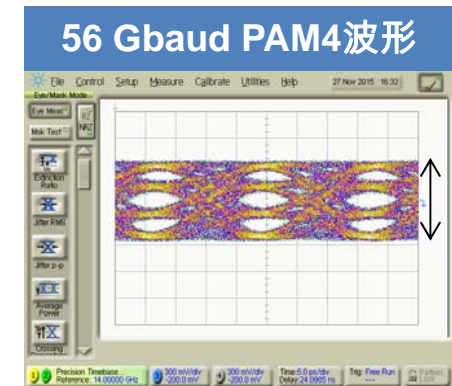 56 Gbaud PAM4波形
File Control Setup Measure Calibrate Utilities Help 27 Nov 2015 16:32
Eye/Mask Mode
Eye Meas
NRZ
Msk Test
Extinction
Ratio
Jitter RMS
Jitter p-p
Average
Power
Crossing
Precision Timebase...
Reference: 14.00000 GHz
300 mV/div
-200.0 mV
300 mV/div
-200.0 mV
Time:5.0 ps/div
Delay:24.0985 ns
Trig: Free Run
Pattern
Lock